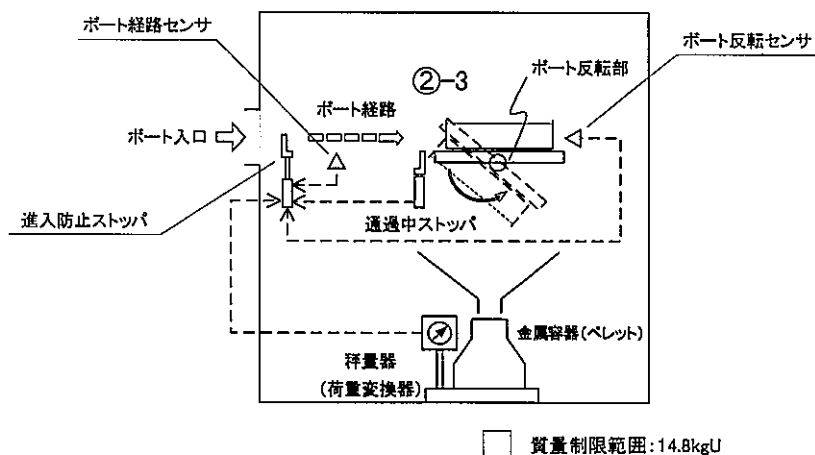 ボート経路センサ
ボート反転センサ
②-3
ボート反転部
ボート経路
ボート入口
進入防止ストッパ
通過中ストッパ
金属容器(ペレット)
秤量器
(荷重変換器)
質量制限範囲:14.8kgU